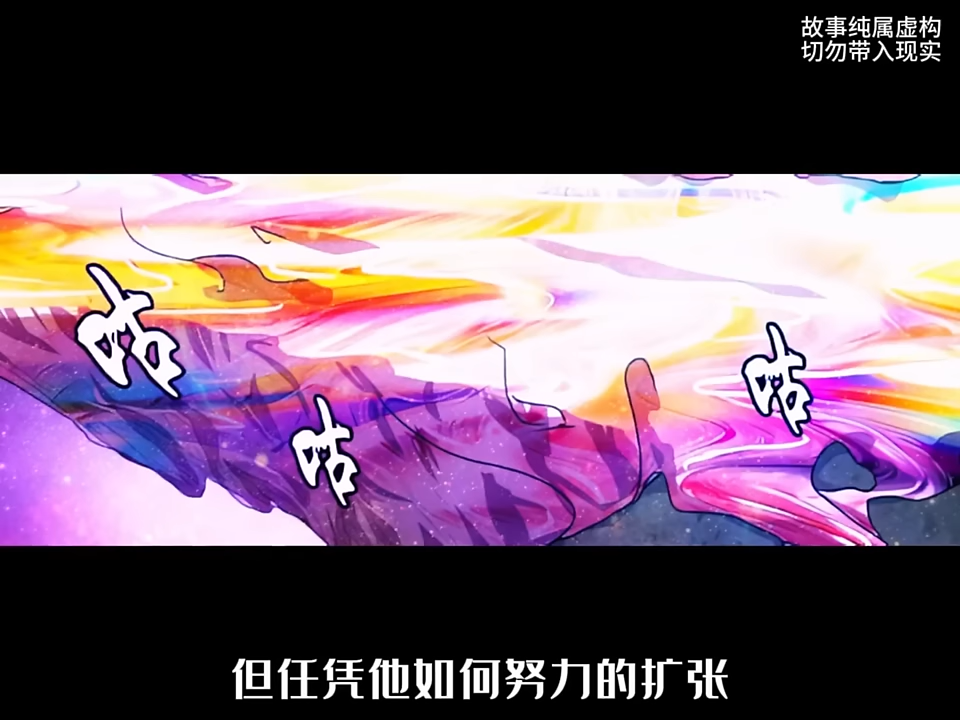 故事纯属虚构
切勿带入现实
咕
咕
咕
但任凭他如何努力的扩张